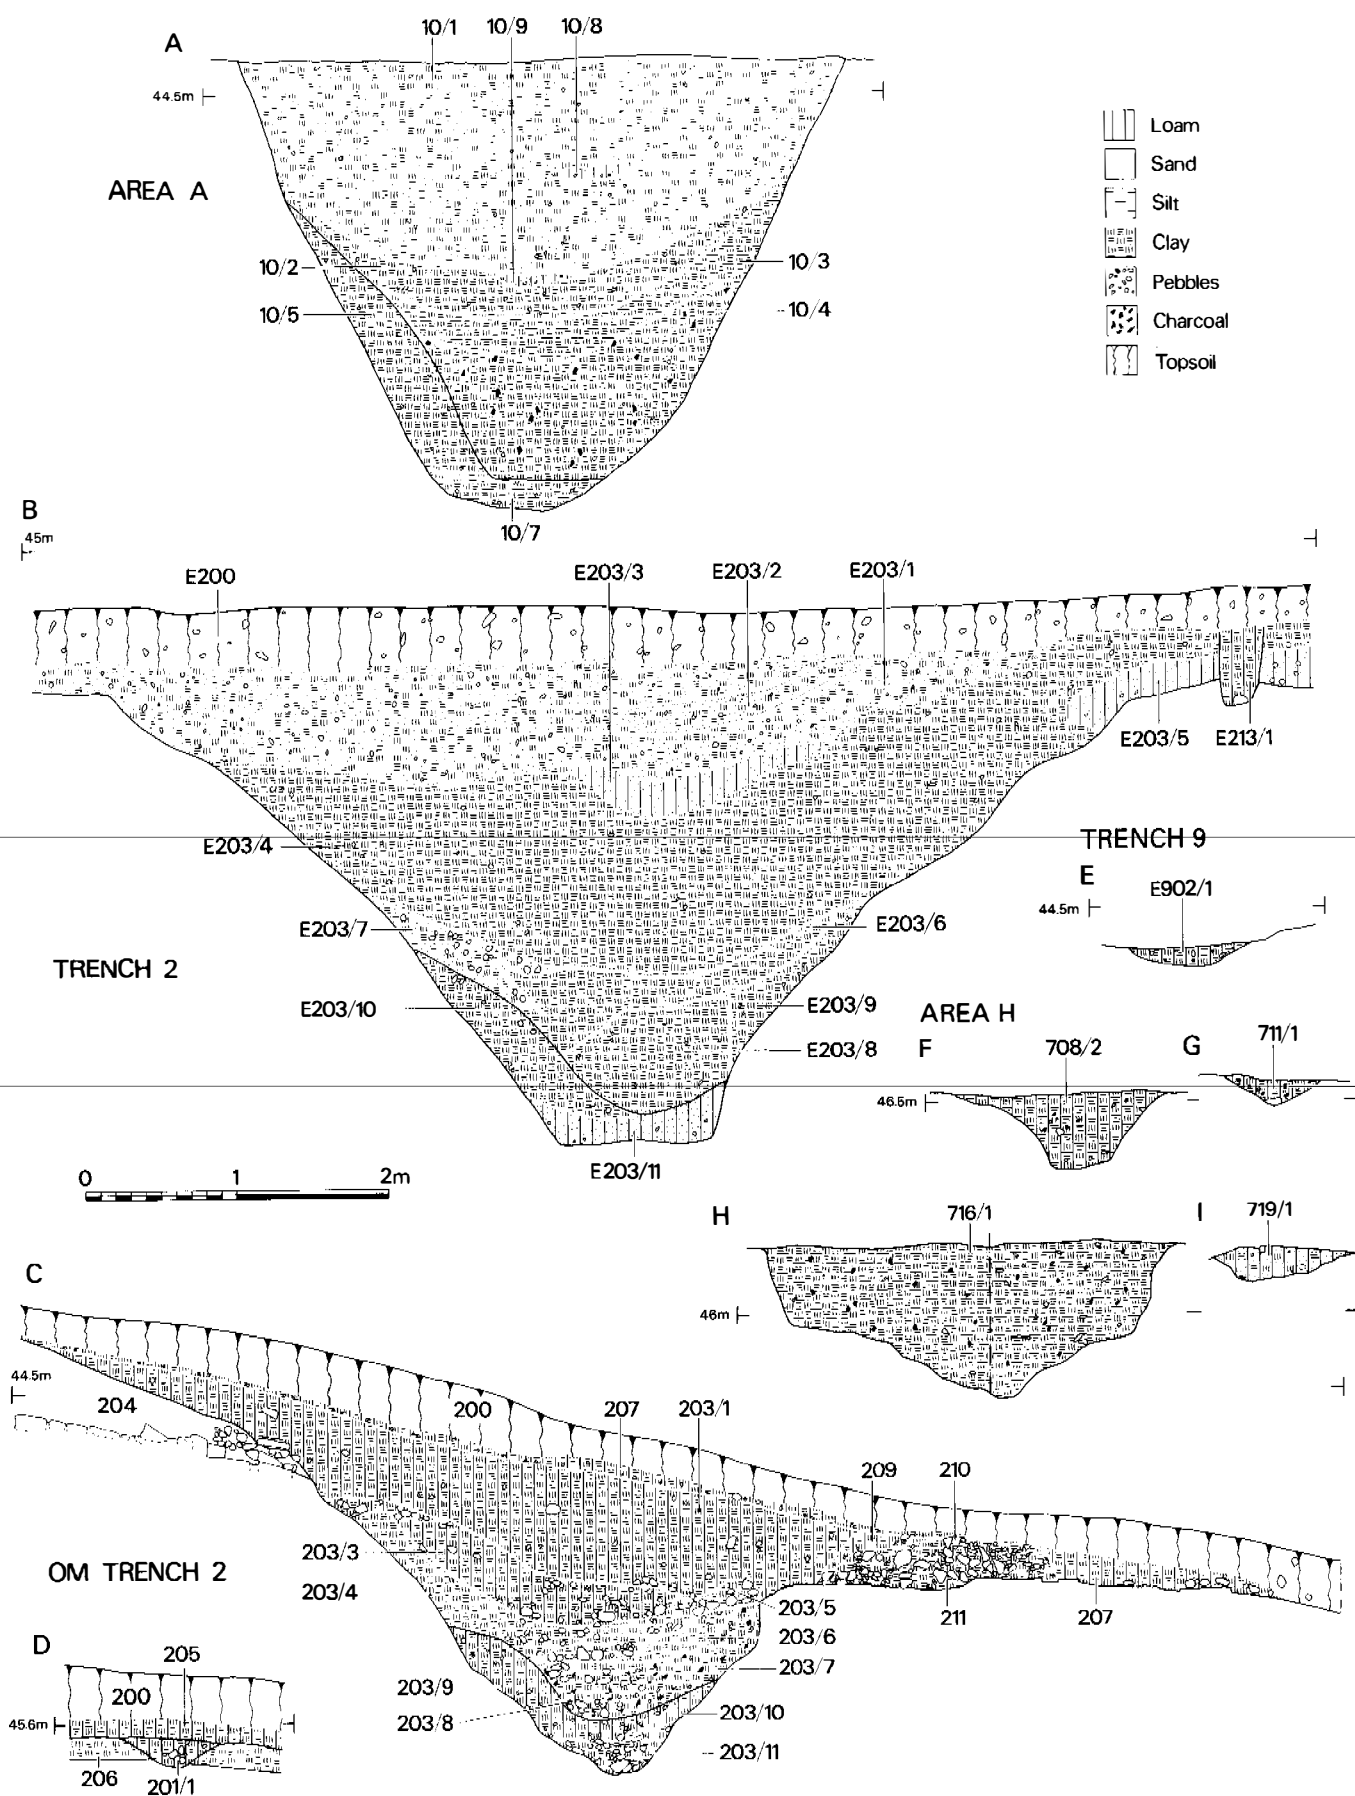 A
10/1 10/9 10/8
44.5m
AREA A
10/2
10/5
10/3
10/4
10/7
Loam
Sand
Silt
Clay
Pebbles
Charcoal
Topsoil
B
45m
E200
E203/3
E203/2
E203/1
E203/5
E213/1
E203/4
E203/7
E203/6
TRENCH 2
E203/10
E203/9
E203/8
E203/11
TRENCH 9
E
E902/1
44.5m
AREA H
F
708/2
46.5m
G
711/1
0 1 2m
H
716/1
46m
I
719/1
C
44.5m
204
200
207
203/1
209
210
203/3
203/4
OM TRENCH 2
203/5
203/6
203/7
211
207
203/9
203/8
203/10
203/11
D
205
200
45.6m
206
201/1